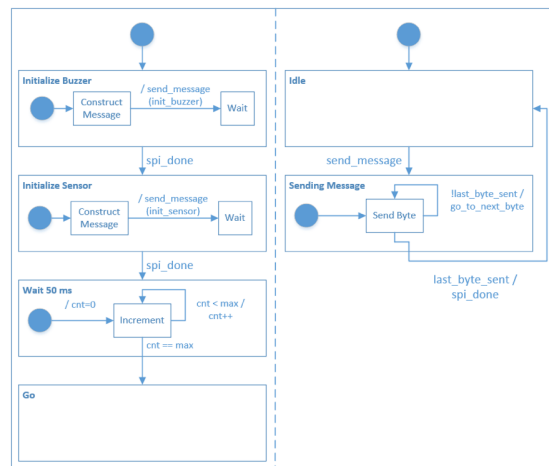 Initialize Buzzer
Construct
Message
/ send_message
(init_buzzer)
Wait
spi_done
Initialize Sensor
Construct
Message
/ send_message
(init_sensor)
Wait
spi_done
Wait 50 ms
/ cnt=0
Increment
cnt < max /
cnt++
cnt == max
Go
Idle
send_message
Sending Message
Send Byte
!last_byte_sent /
go_to_next_byte
last_byte_sent /
spi_done